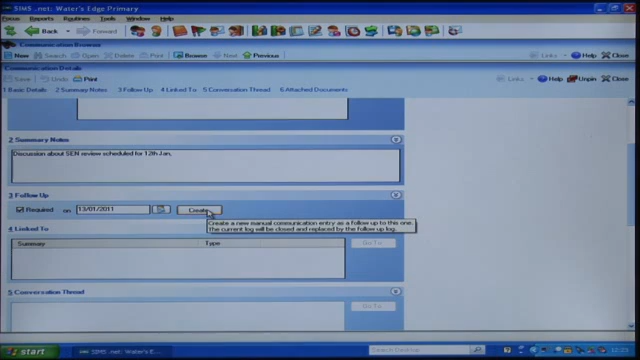 SIMS .net: Water's Edge Primary
Focus Reports Routines Tools Window Help
Back Forward
Communication Browser
New Search Open Delete Print Browse Next Previous Links Help Close
Communication Details
Save Undo Print Links Help Unpin Close
1 Basic Details 2 Summary Notes 3 Follow Up 4 Linked To 5 Conversation Thread 6 Attached Documents
2 Summary Notes
Discussion about SEN review scheduled for 12th Jan,
3 Follow Up
Required on 13/01/2011 Create
Create a new manual communication entry as a follow up to this one.
The current log will be closed and replaced by the follow up log.
4 Linked To
Summary Type Go To
5 Conversation Thread
Go To
start SIMS .net: Water's E... Search Desktop